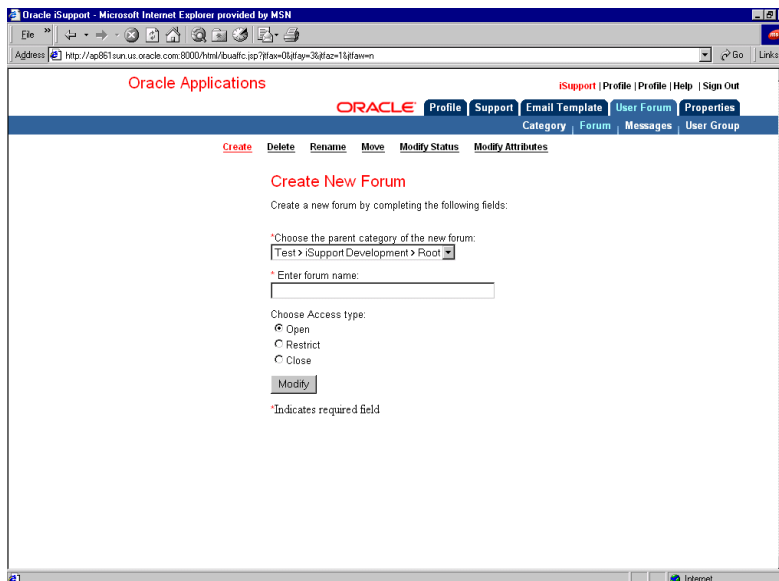 Oracle iSupport - Microsoft Internet Explorer provided by MSN
File »
Address http://ap861sun.us.oracle.com:8000/html/ibuaffc.jsp?jtfax=0&jtfay=3&jtfaz=1&jtfaw=n Go Links
Oracle Applications
iSupport | Profile | Profile | Help | Sign Out
ORACLE Profile Support Email Template User Forum Properties
Category | Forum | Messages | User Group
Create Delete Rename Move Modify Status Modify Attributes
Create New Forum
Create a new forum by completing the following fields:
*Choose the parent category of the new forum:
Test > iSupport Development > Root
* Enter forum name:
Choose Access type:
Open
Restrict
Close
Modify
*Indicates required field
Internet